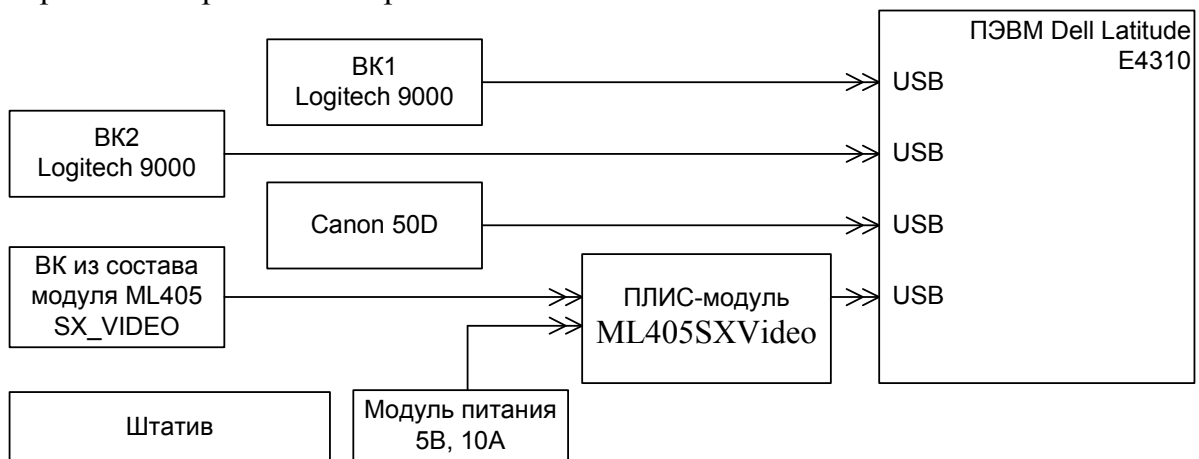 ПЭВМ Dell Latitude
E4310
ВК1
Logitech 9000
USB
ВК2
Logitech 9000
USB
Canon 50D
USB
ВК из состава
модуля ML405
SX_VIDEO
ПЛИС-модуль
ML405SXVideo
USB
Штатив
Модуль питания
5В, 10А